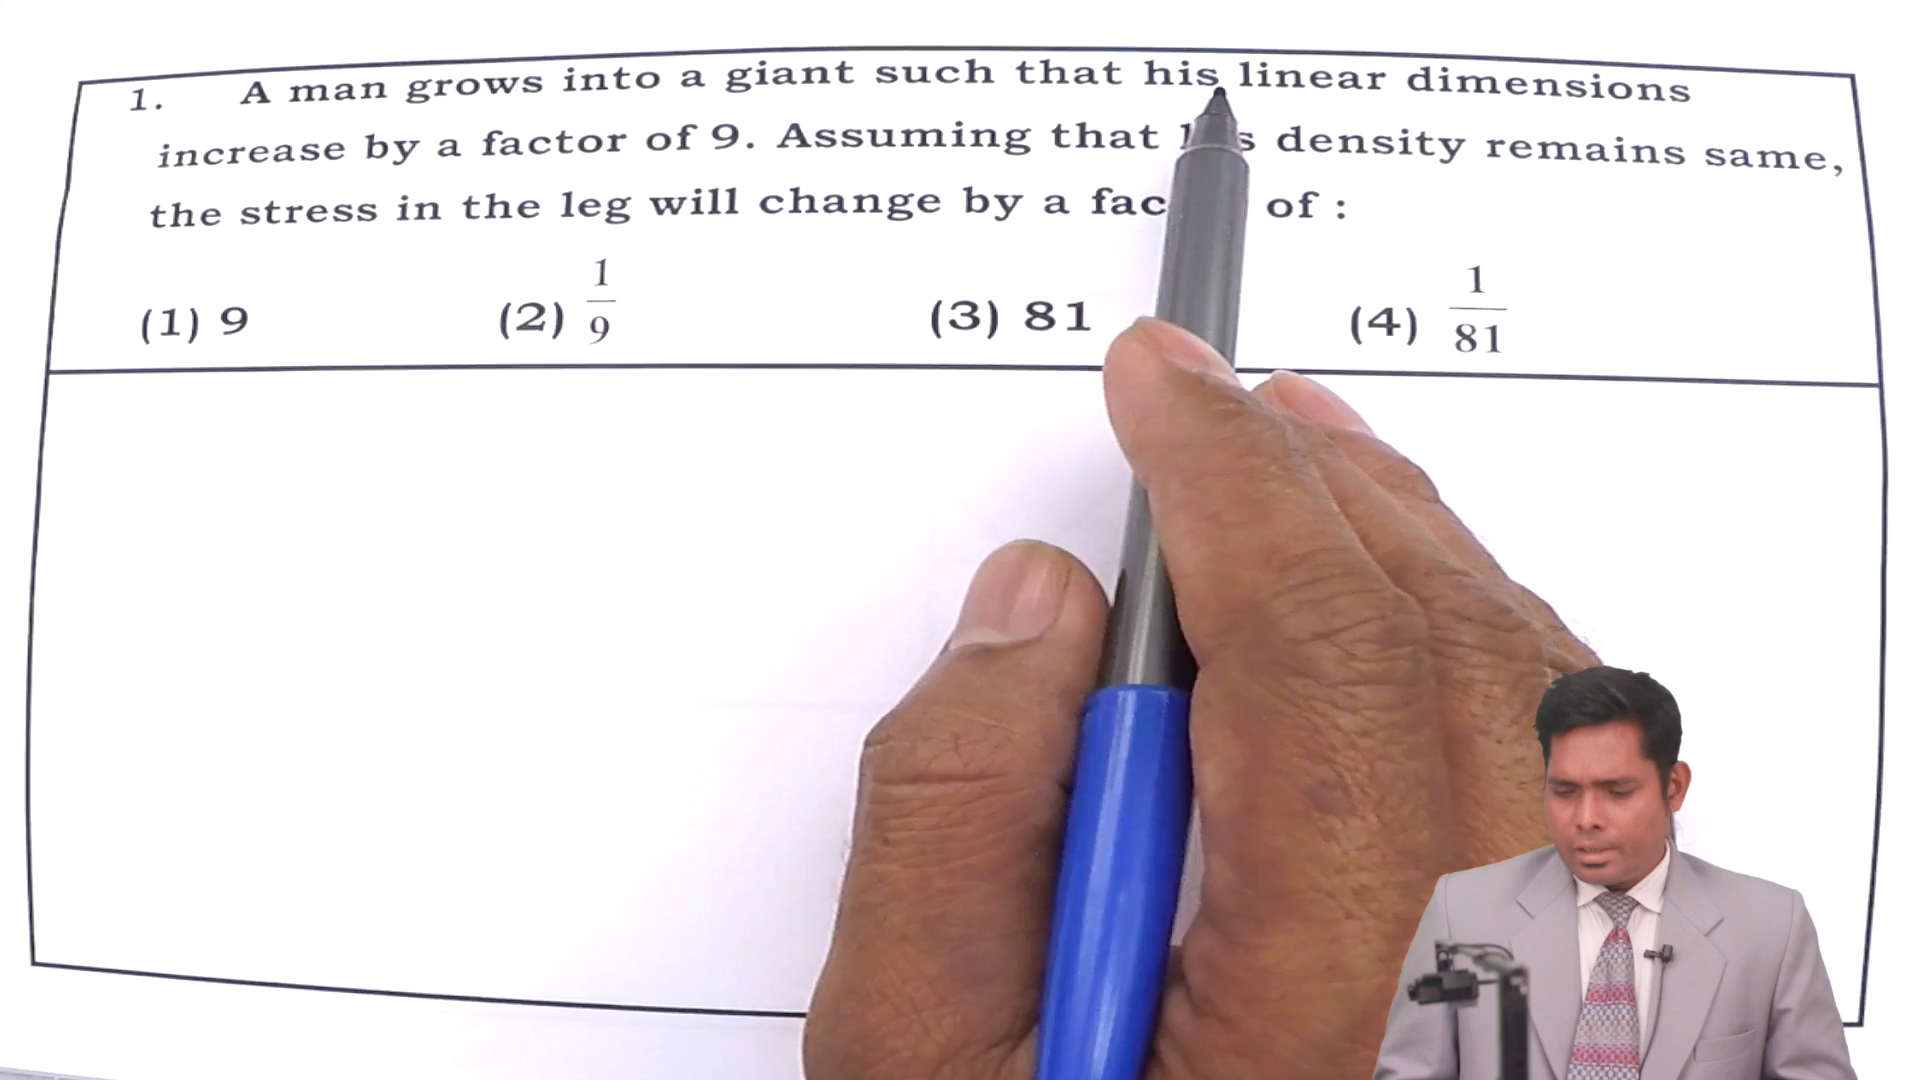 1. A man grows into a giant such that his linear dimensions
increase by a factor of 9. Assuming that density remains same,
the stress in the leg will change by a of :
(1) 9 (2) 1/9 (3) 81 (4) 1/81